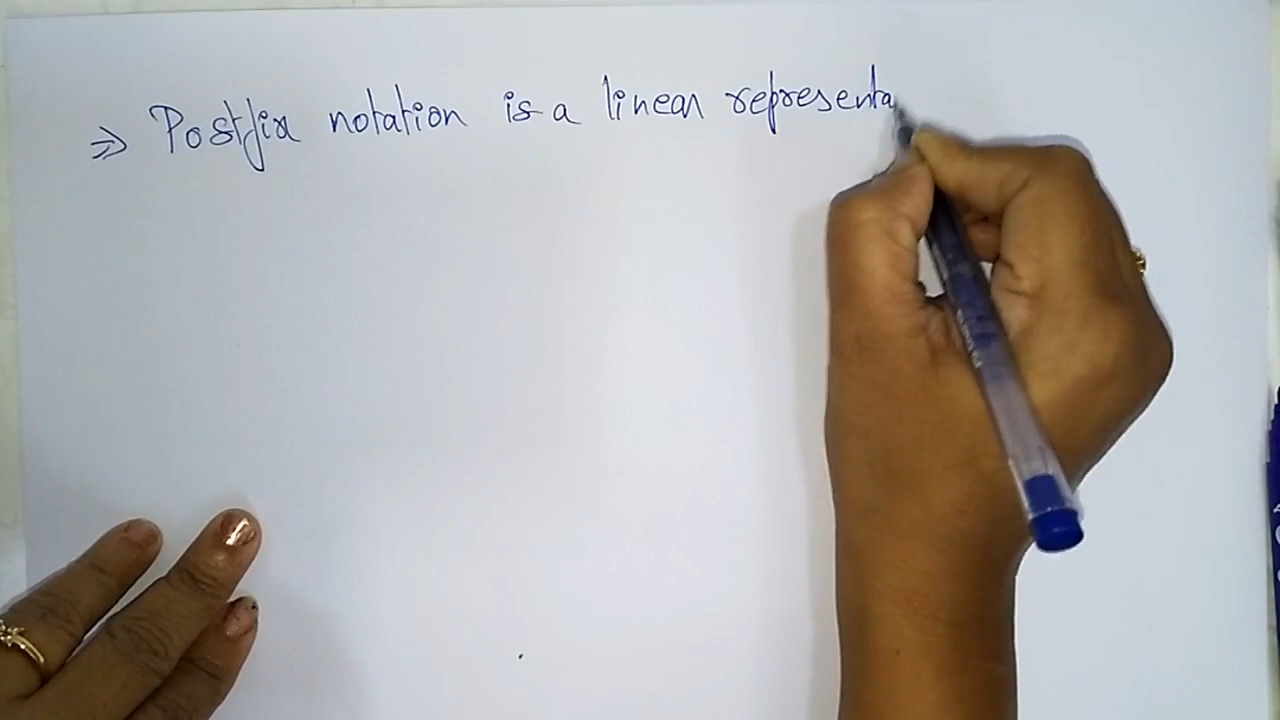 ⇒ Postfix notation is a linear representa